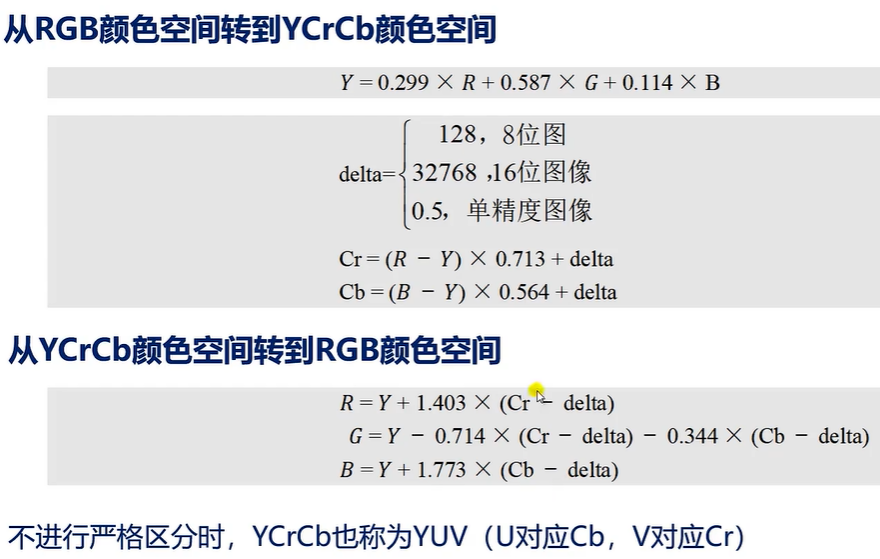 从RGB颜色空间转到YCrCb颜色空间
Y = 0.299 × R + 0.587 × G + 0.114 × B
128，8位图
delta= 32768 ,16位图像
0.5，单精度图像
Cr = (R − Y) × 0.713 + delta
Cb = (B − Y) × 0.564 + delta
从YCrCb颜色空间转到RGB颜色空间
R = Y + 1.403 × (Cr − delta)
G = Y − 0.714 × (Cr − delta) − 0.344 × (Cb − delta)
B = Y + 1.773 × (Cb − delta)
不进行严格区分时，YCrCb也称为YUV（U对应Cb，V对应Cr）